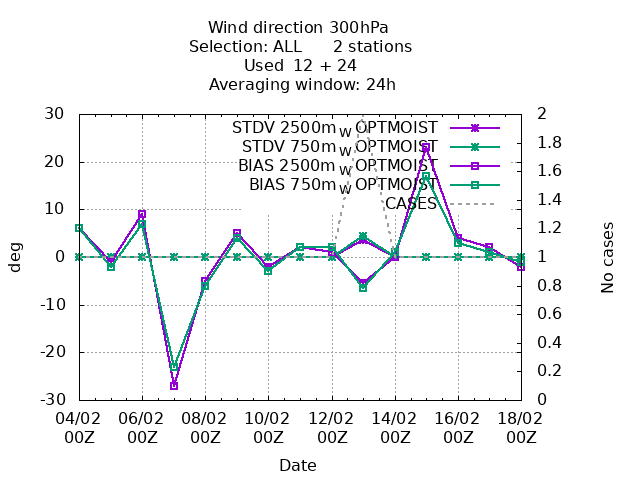 Wind direction 300hPa
Selection: ALL 2 stations
Used 12 + 24
Averaging window: 24h
STDV 2500m_W OPTMOIST
STDV 750m_W OPTMOIST
BIAS 2500m_W OPTMOIST
BIAS 750m_W OPTMOIST
CASES
30
20
10
0
-10
-20
-30
deg
2
1.8
1.6
1.4
1.2
1
0.8
0.6
0.4
0.2
0
No cases
04/02 06/02 08/02 10/02 12/02 14/02 16/02 18/02
00Z 00Z 00Z 00Z 00Z 00Z 00Z 00Z
Date